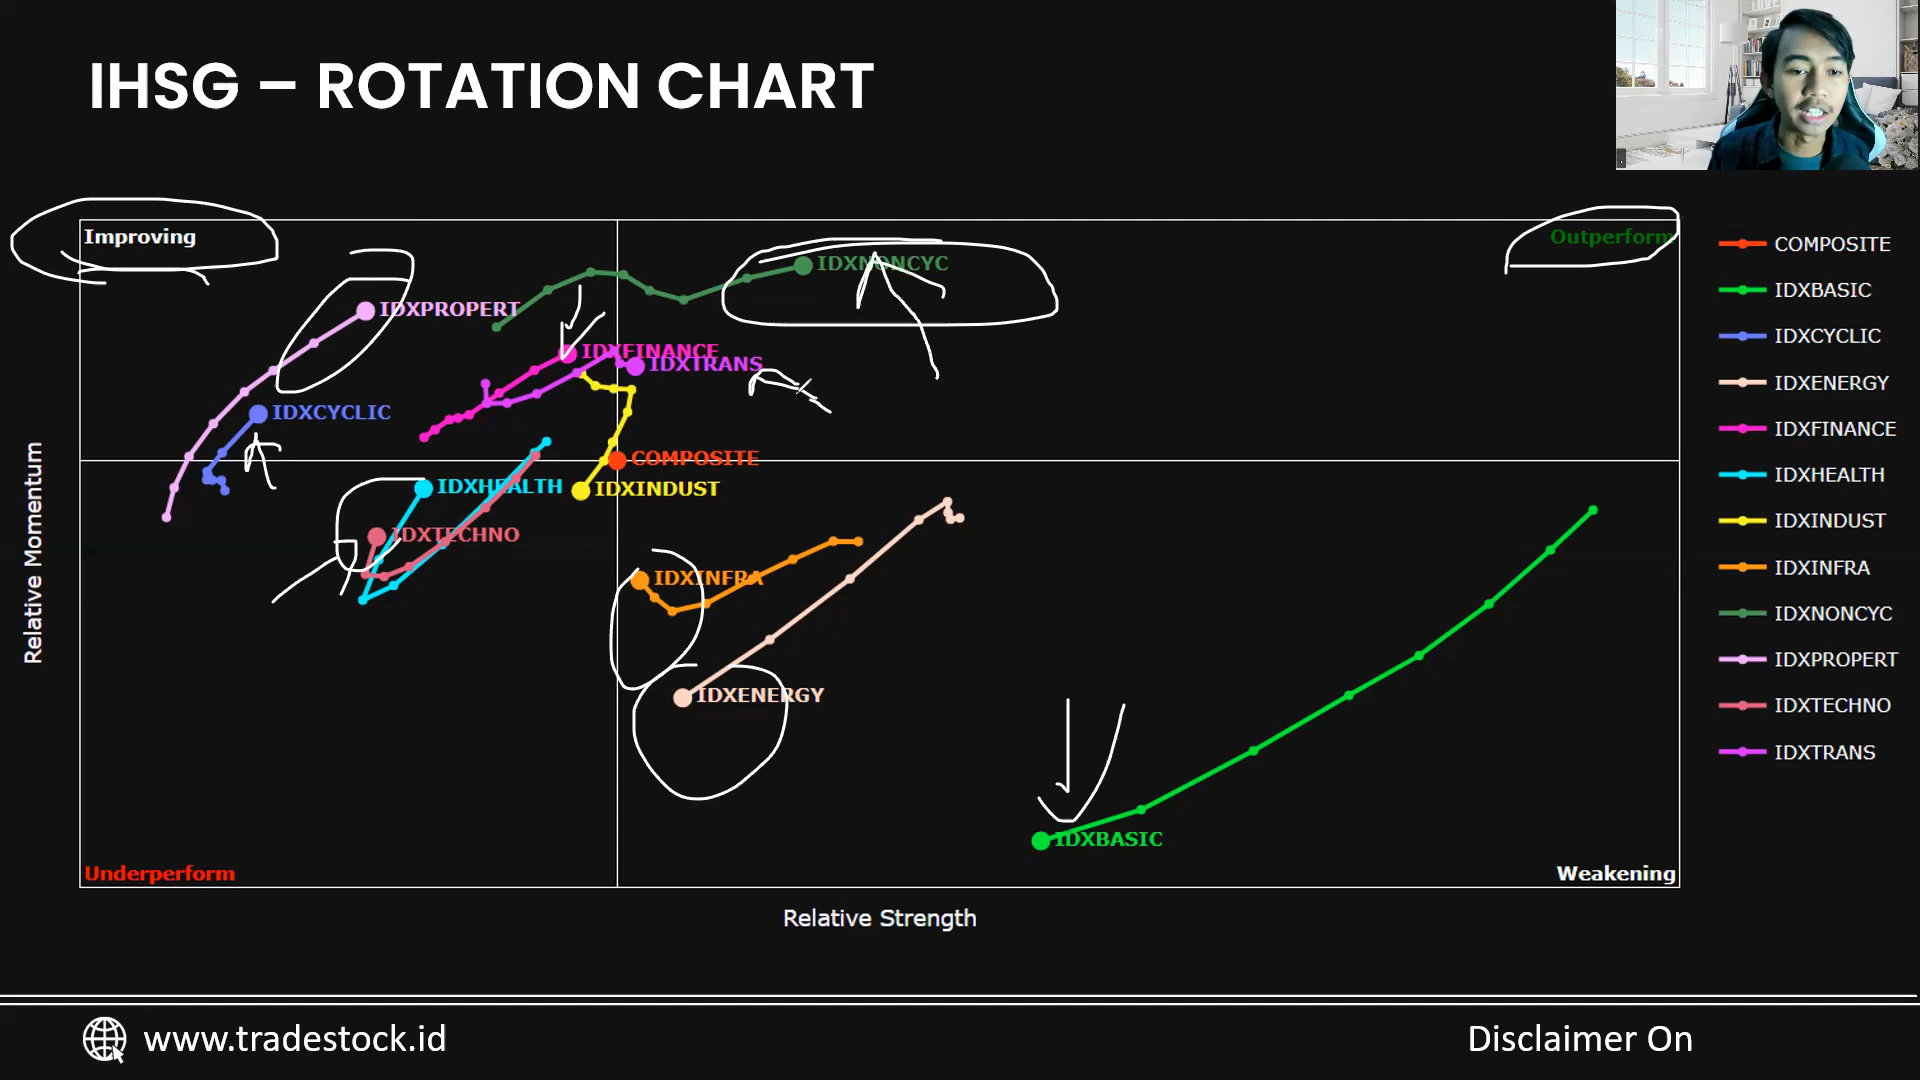 IHSG – ROTATION CHART
Improving
Outperform
IDXNONCYC
IDXPROPERT
IDXFINANCE
IDXTRANS
IDXCYCLIC
COMPOSITE
IDXHEALTH
IDXINDUST
IDXTECHNO
IDXINFRA
IDXENERGY
IDXBASIC
Underperform
Weakening
Relative Momentum
Relative Strength
COMPOSITE
IDXBASIC
IDXCYCLIC
IDXENERGY
IDXFINANCE
IDXHEALTH
IDXINDUST
IDXINFRA
IDXNONCYC
IDXPROPERT
IDXTECHNO
IDXTRANS
www.tradestock.id
Disclaimer On